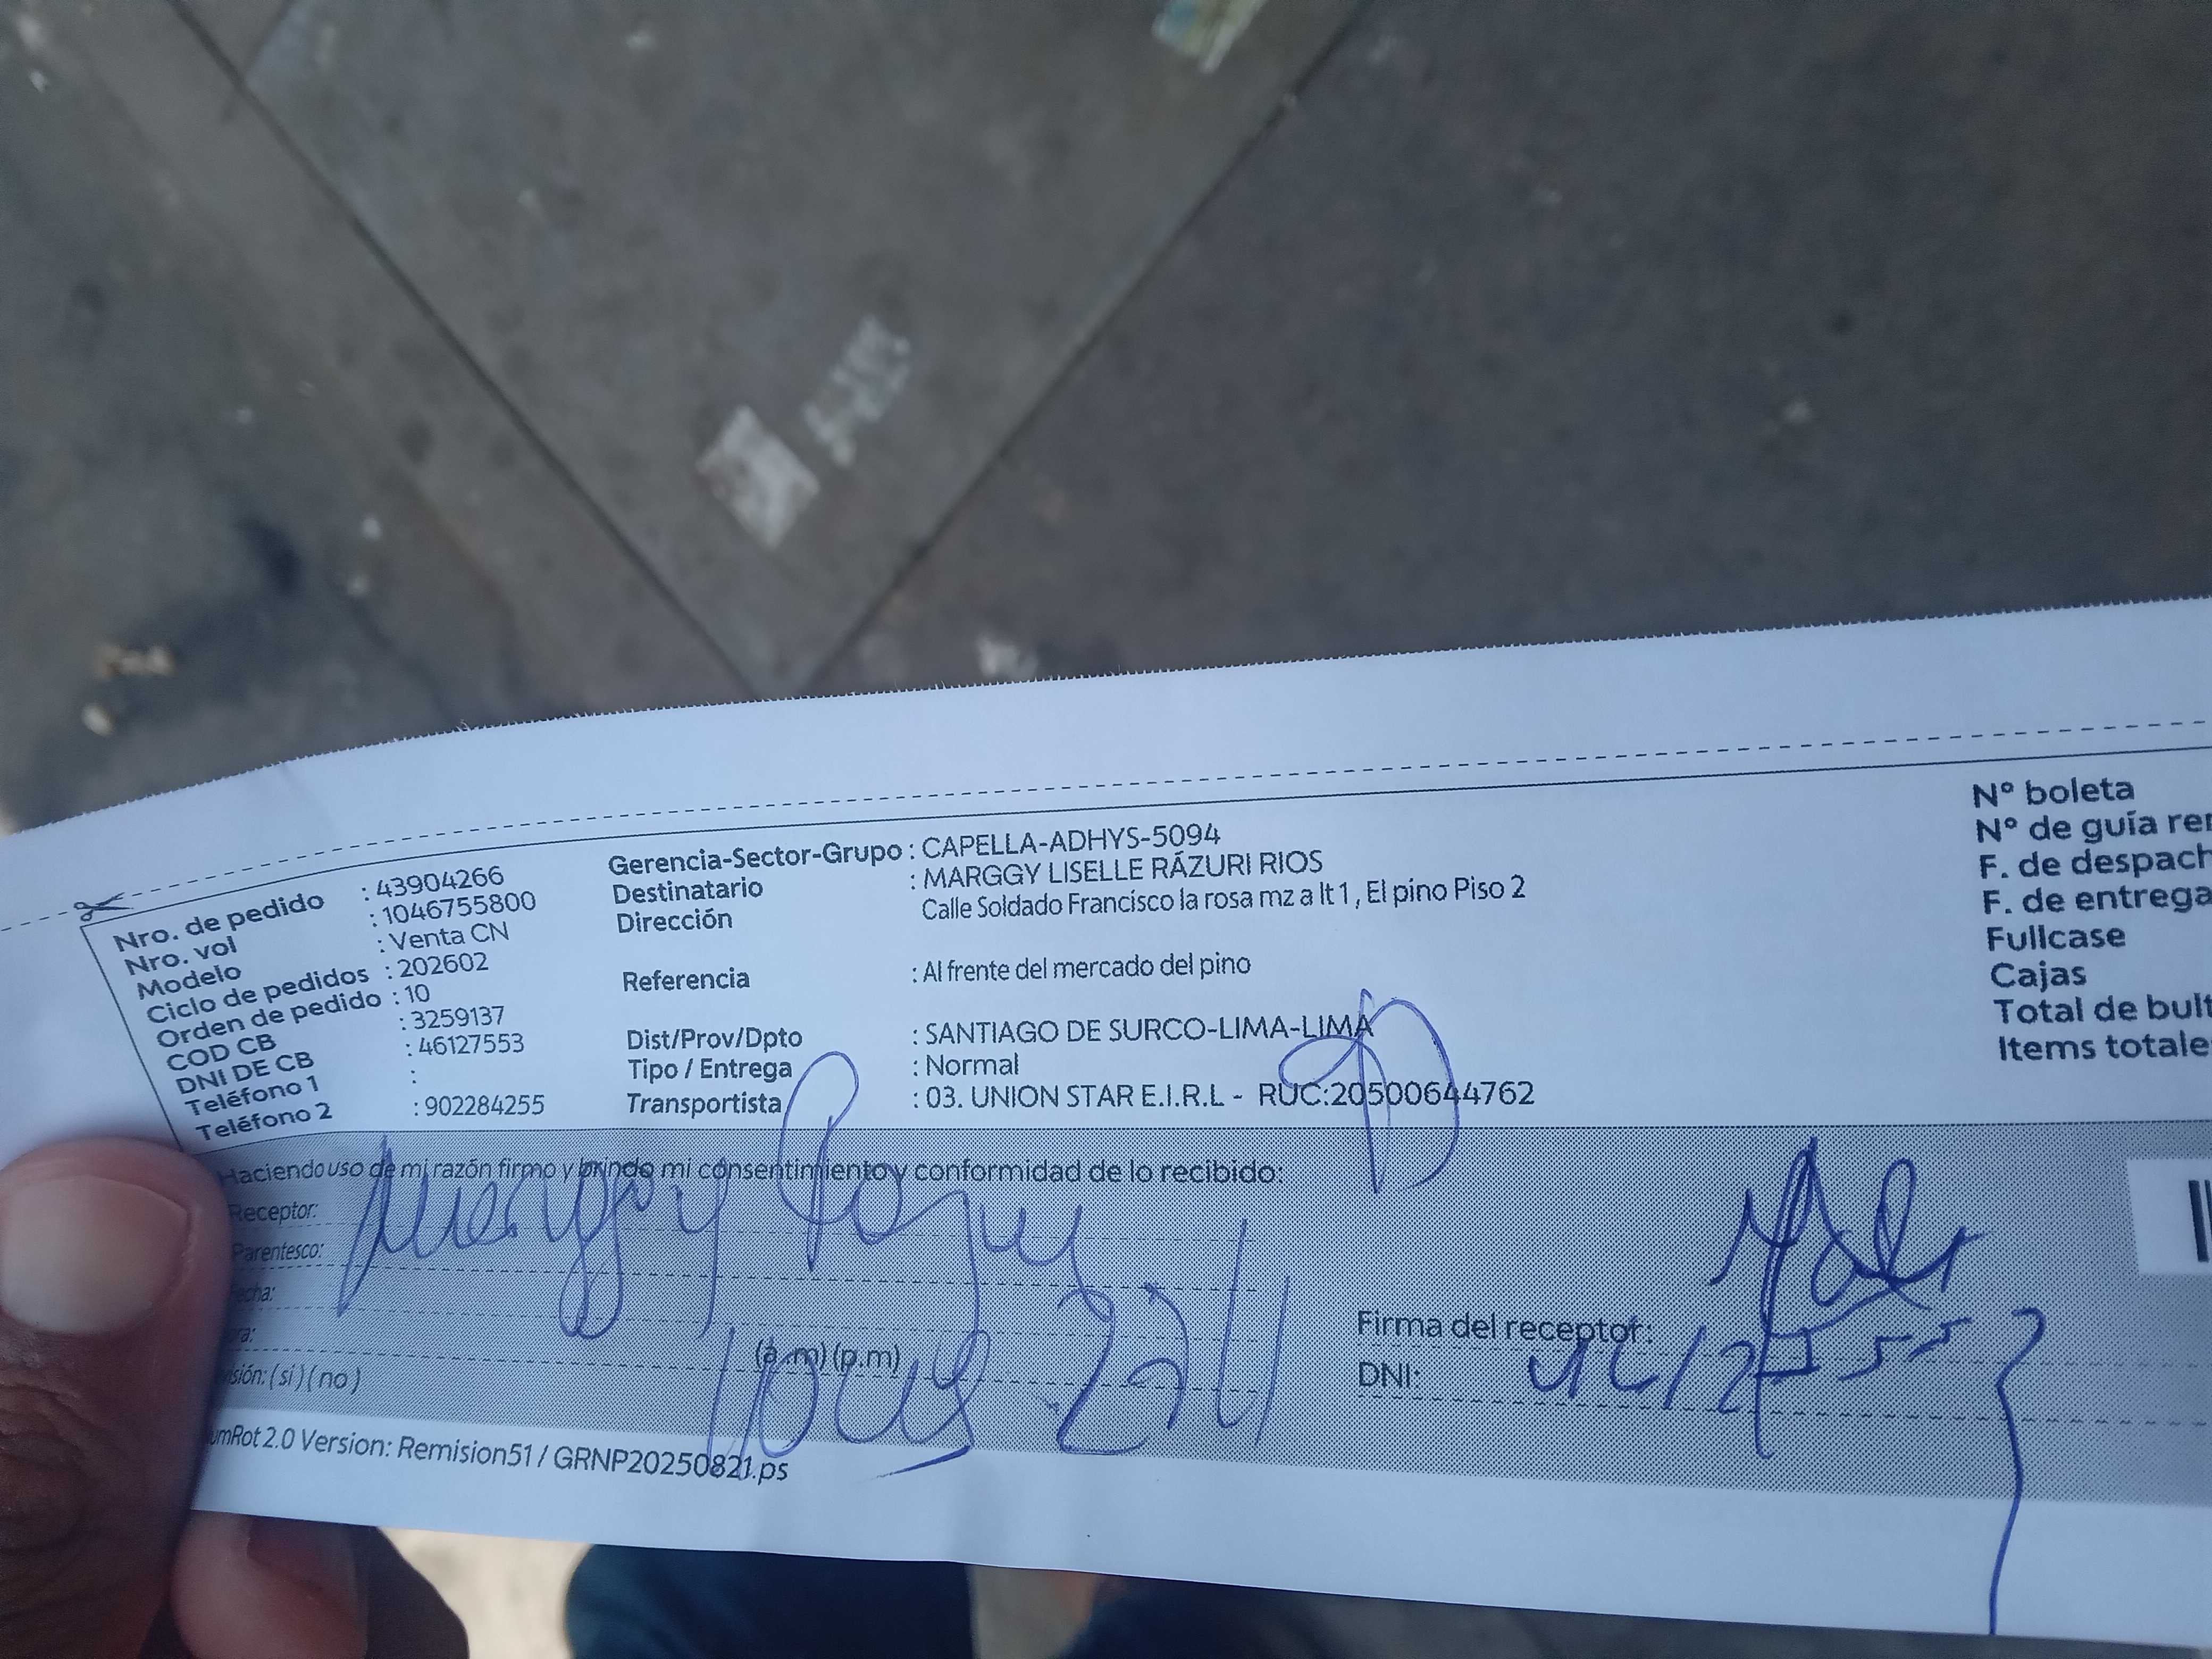 Nro. de pedido : 43904266
Nro. vol : 1046755800
Modelo : Venta CN
Ciclo de pedidos : 202602
Orden de pedido : 10
COD CB : 3259137
DNI DE CB : 46127553
Teléfono 1 :
Teléfono 2 : 902284255
Gerencia-Sector-Grupo : CAPELLA-ADHYS-5094
Destinatario : MARGGY LISELLE RÁZURI RIOS
Dirección Calle Soldado Francisco la rosa mz a lt 1 , El pino Piso 2
Referencia : Al frente del mercado del pino
Dist/Prov/Dpto : SANTIAGO DE SURCO-LIMA-LIMA
Tipo / Entrega : Normal
Transportista : 03. UNION STAR E.I.R.L - RUC:20500644762
N° boleta
N° de guía
F. de
F. de entrega
Fullcase
Cajas
Total de
Items
Haciendo uso de mi razón firmo y brindo mi consentimiento y conformidad de lo recibido:
Receptor:
Parentesco:
(a.m) (p.m)
(si) (no)
Firma del receptor:
DNI:
2.0 Version: Remision51 / GRNP20250821.ps